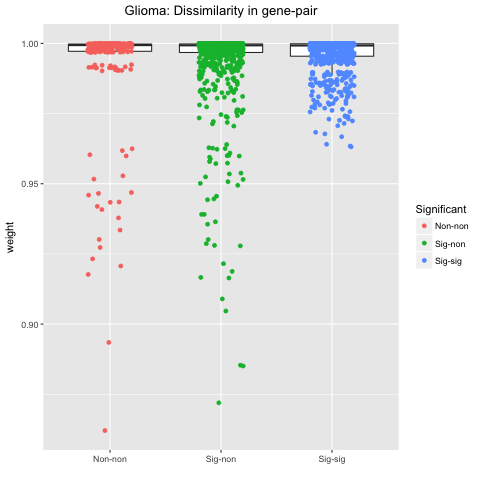 Glioma: Dissimilarity in gene-pair
1.00
0.95
0.90
weight
Non-non
Sig-non
Sig-sig
Significant
Non-non
Sig-non
Sig-sig